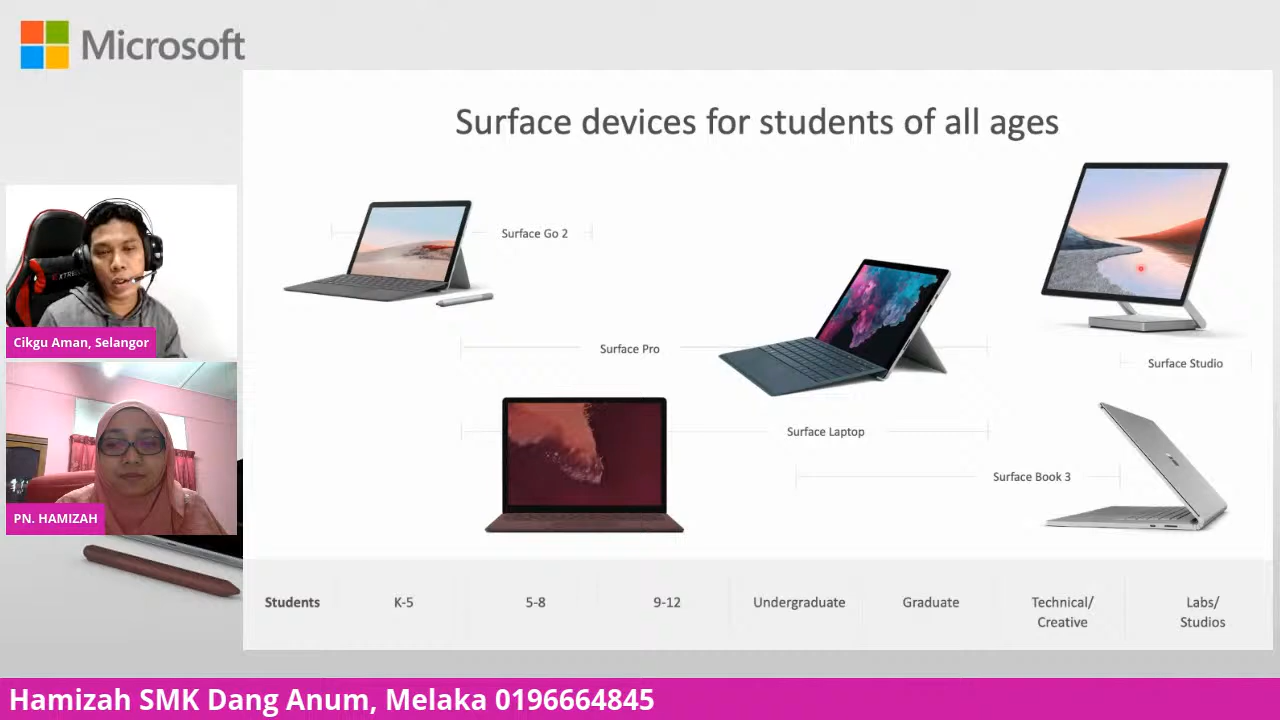 Microsoft
Surface devices for students of all ages
Surface Go 2
Surface Pro
Surface Studio
Surface Laptop
Surface Book 3
Cikgu Aman, Selangor
PN. HAMIZAH
Students K-5 5-8 9-12 Undergraduate Graduate Technical/ Labs/
Creative Studios
Hamizah SMK Dang Anum, Melaka 0196664845